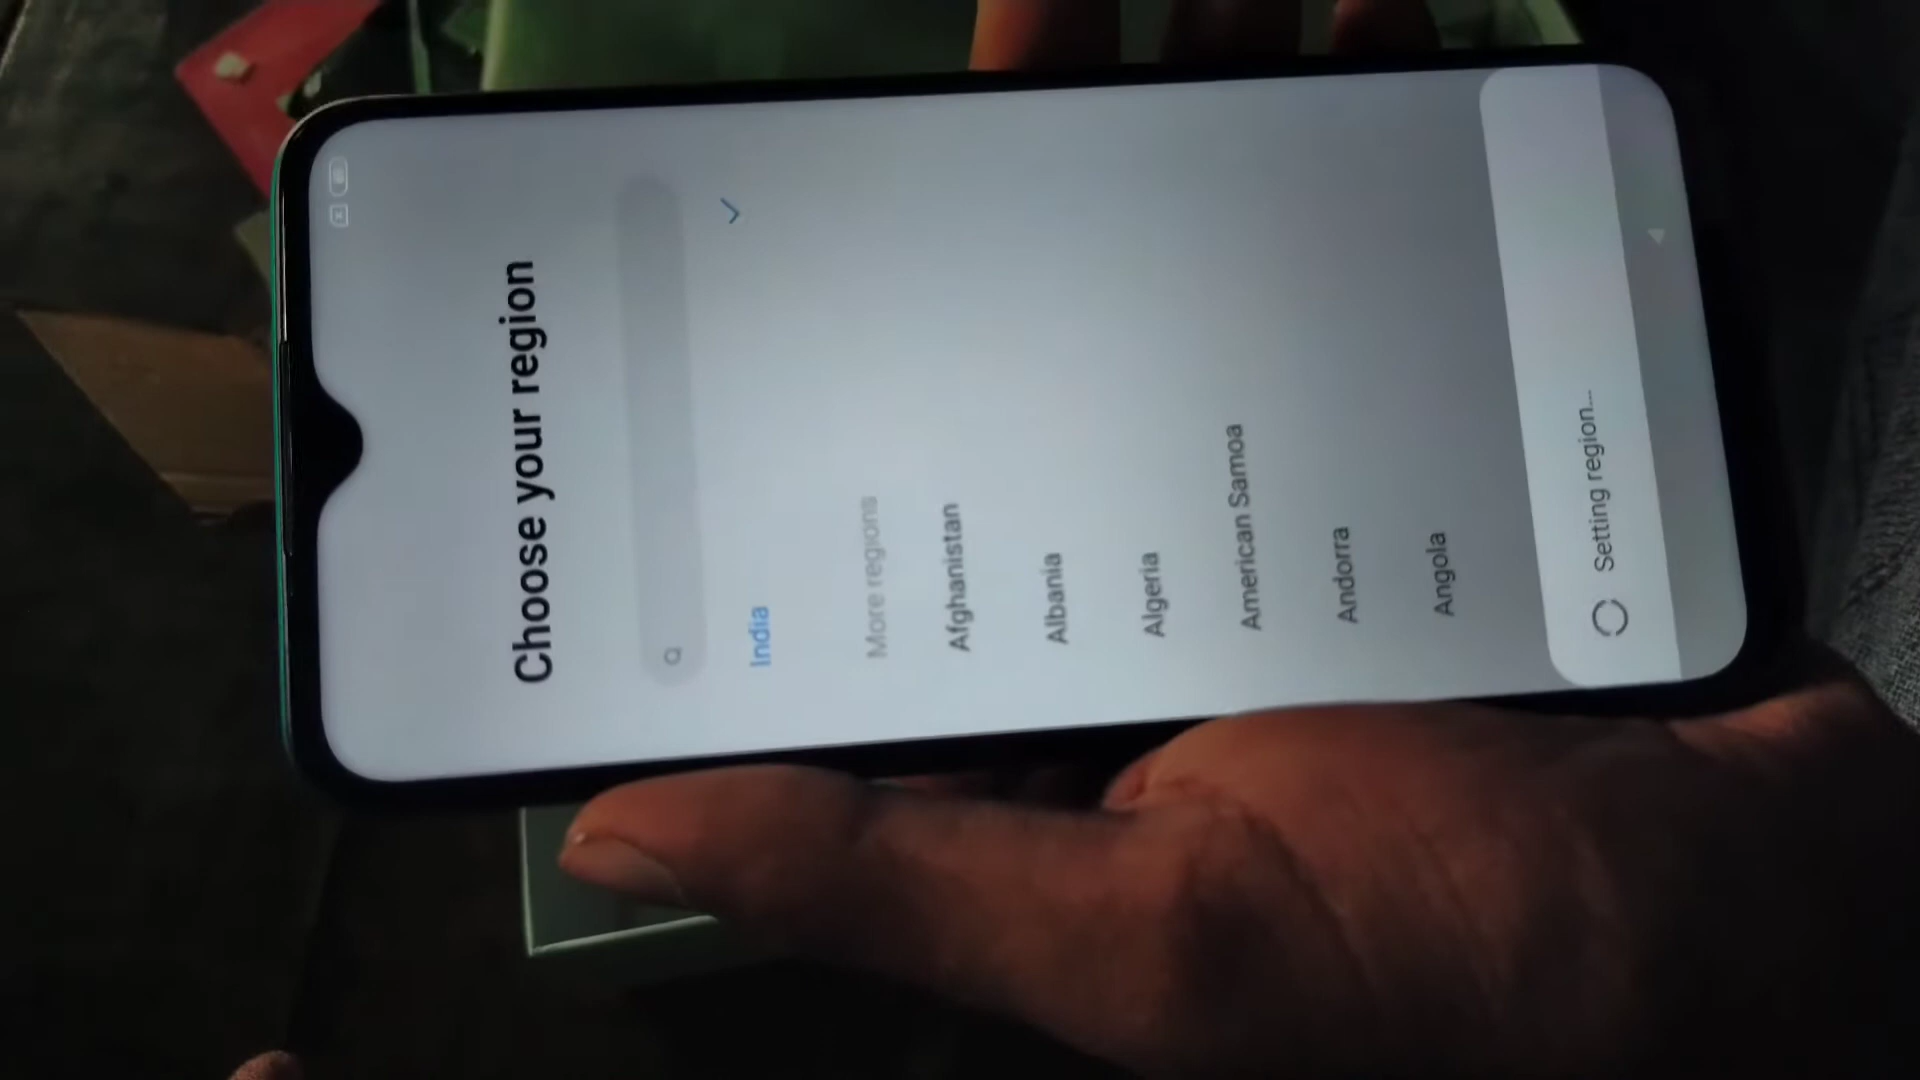 Choose your region
India
More regions
Afghanistan
Albania
Algeria
American Samoa
Andorra
Angola
Setting region...